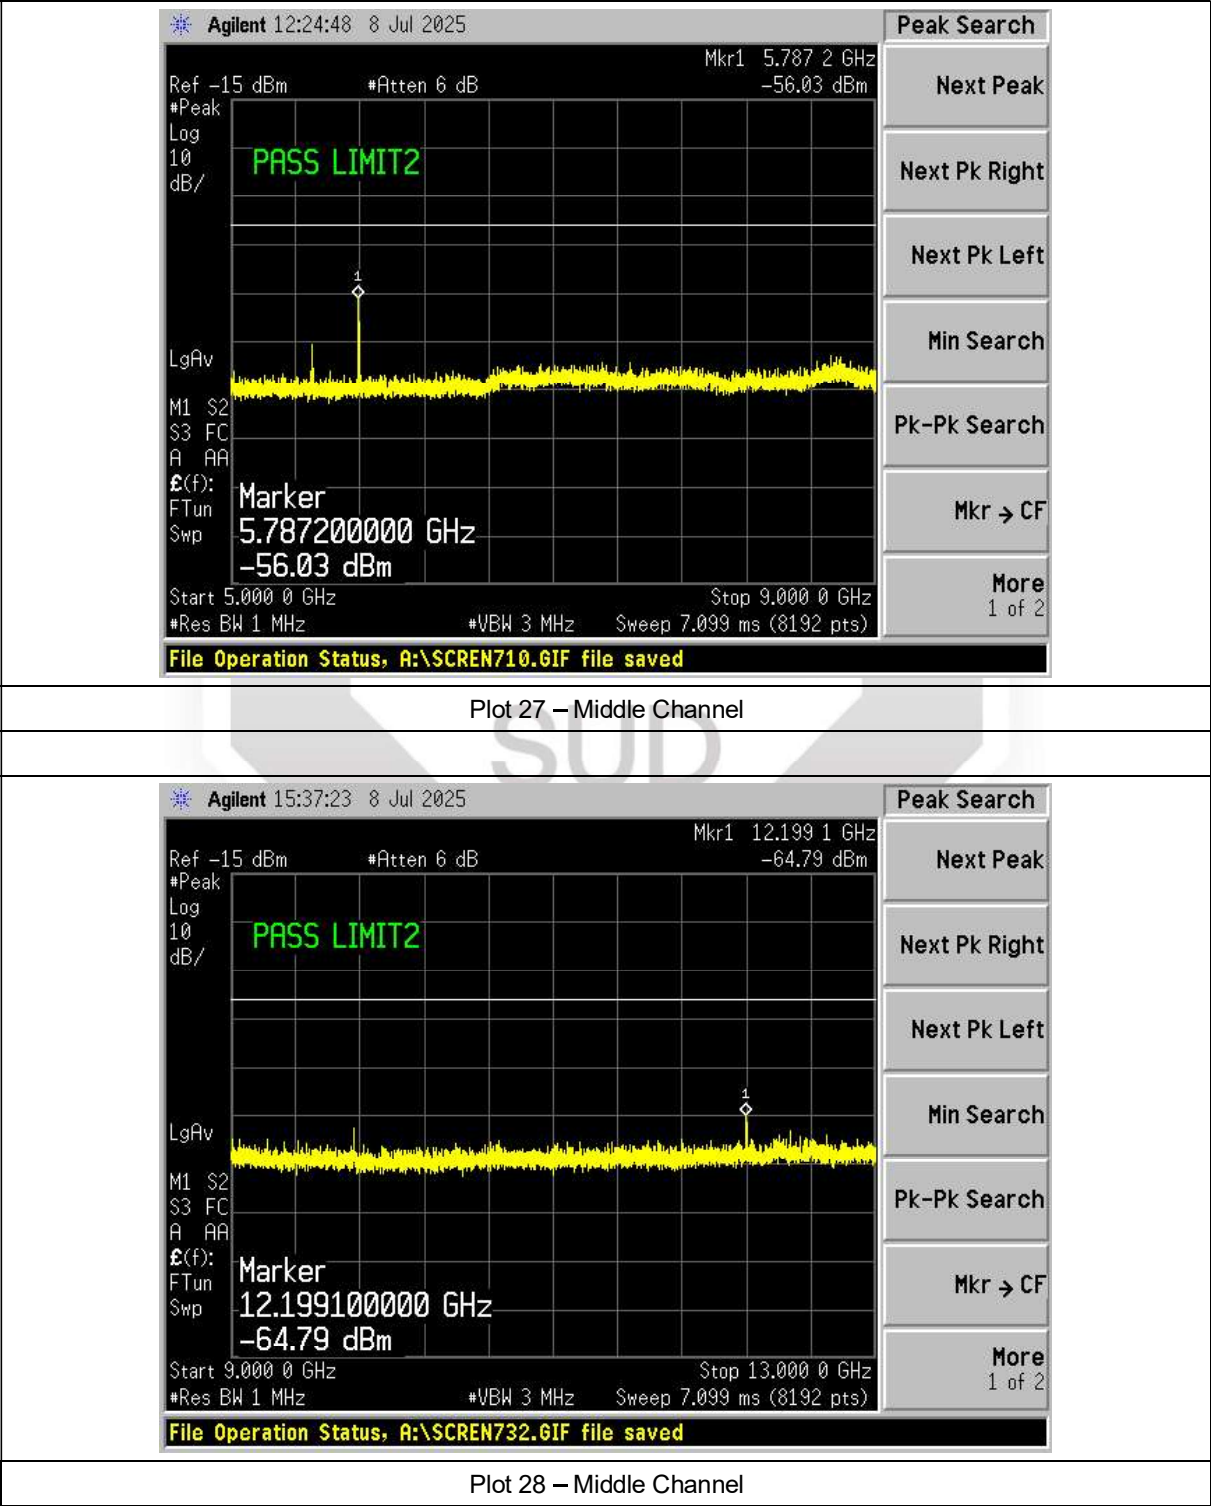 Agilent 12:24:48 8 Jul 2025
Peak Search
Mkr1 5.787 2 GHz
Ref -15 dBm #Atten 6 dB -56.03 dBm
Next Peak
#Peak
Log
10
dB/
PASS LIMIT2
Next Pk Right
Next Pk Left
1
Min Search
LgAv
M1 S2
S3 FC
A AA
Pk-Pk Search
£(f):
FTun
Swp
Marker
5.787200000 GHz
-56.03 dBm
Mkr → CF
More
1 of 2
Start 5.000 0 GHz Stop 9.000 0 GHz
#Res BW 1 MHz #VBW 3 MHz Sweep 7.099 ms (8192 pts)
File Operation Status, A:\SCREN710.GIF file saved
Plot 27 – Middle Channel
SUD
Agilent 15:37:23 8 Jul 2025
Peak Search
Mkr1 12.199 1 GHz
Ref -15 dBm #Atten 6 dB -64.79 dBm
Next Peak
#Peak
Log
10
dB/
PASS LIMIT2
Next Pk Right
Next Pk Left
1
Min Search
LgAv
M1 S2
S3 FC
A AA
Pk-Pk Search
£(f):
FTun
Swp
Marker
12.199100000 GHz
-64.79 dBm
Mkr → CF
More
1 of 2
Start 9.000 0 GHz Stop 13.000 0 GHz
#Res BW 1 MHz #VBW 3 MHz Sweep 7.099 ms (8192 pts)
File Operation Status, A:\SCREN732.GIF file saved
Plot 28 – Middle Channel